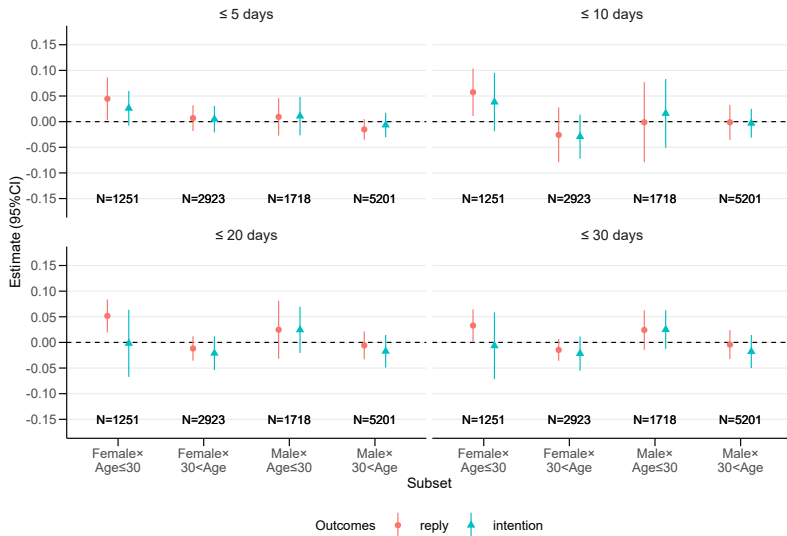 ≤ 5 days
≤ 10 days
0.15
0.10
0.05
0.00
-0.05
-0.10
-0.15
N=1251 N=2923 N=1718 N=5201
N=1251 N=2923 N=1718 N=5201
Estimate (95%CI)
≤ 20 days
≤ 30 days
0.15
0.10
0.05
0.00
-0.05
-0.10
-0.15
N=1251 N=2923 N=1718 N=5201
N=1251 N=2923 N=1718 N=5201
Female× Female× Male× Male×
Age≤30 30<Age Age≤30 30<Age
Female× Female× Male× Male×
Age≤30 30<Age Age≤30 30<Age
Subset
Outcomes reply intention